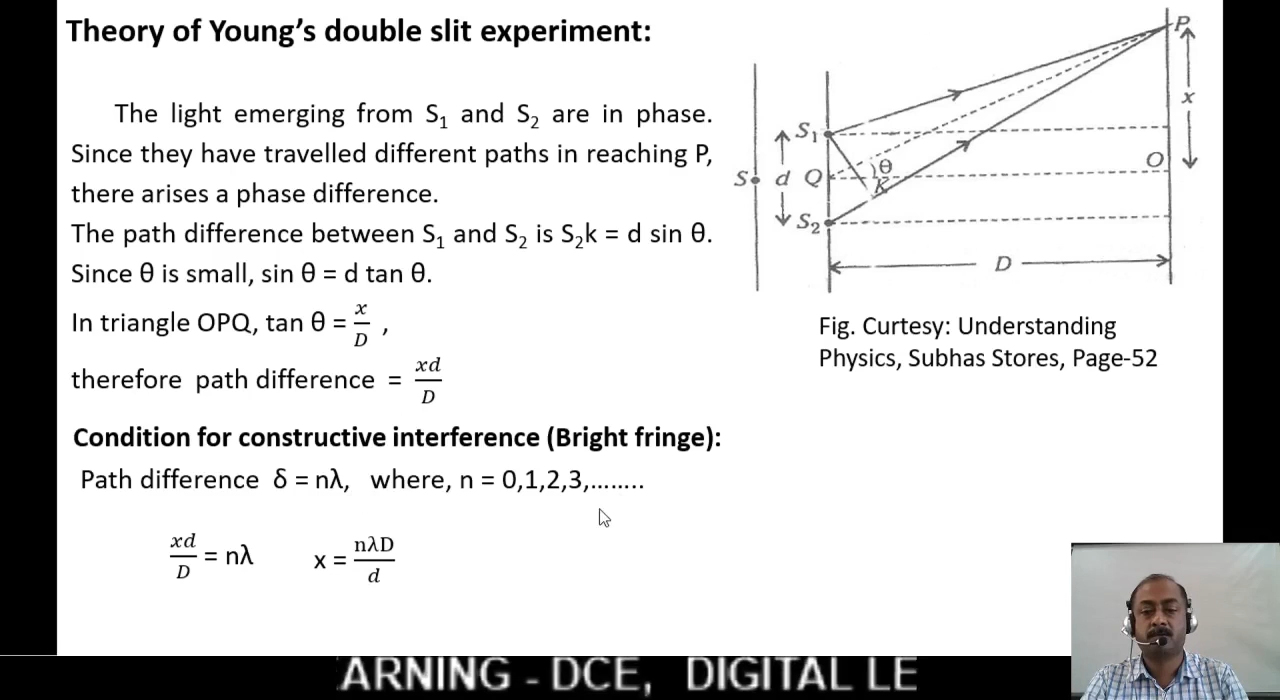 Theory of Young's double slit experiment:
The light emerging from S₁ and S₂ are in phase.
Since they have travelled different paths in reaching P,
there arises a phase difference.
The path difference between S₁ and S₂ is S₂k = d sin θ.
Since θ is small, sin θ = d tan θ.
In triangle OPQ, tan θ = x/D ,
therefore path difference = xd/D
Condition for constructive interference (Bright fringe):
Path difference δ = nλ, where, n = 0,1,2,3,........
xd/D = nλ x = nλD/d
P
x
S₁
O
θ
S d Q
K
S₂
D
Fig. Curtesy: Understanding
Physics, Subhas Stores, Page-52
ARNING - DCE, DIGITAL LE